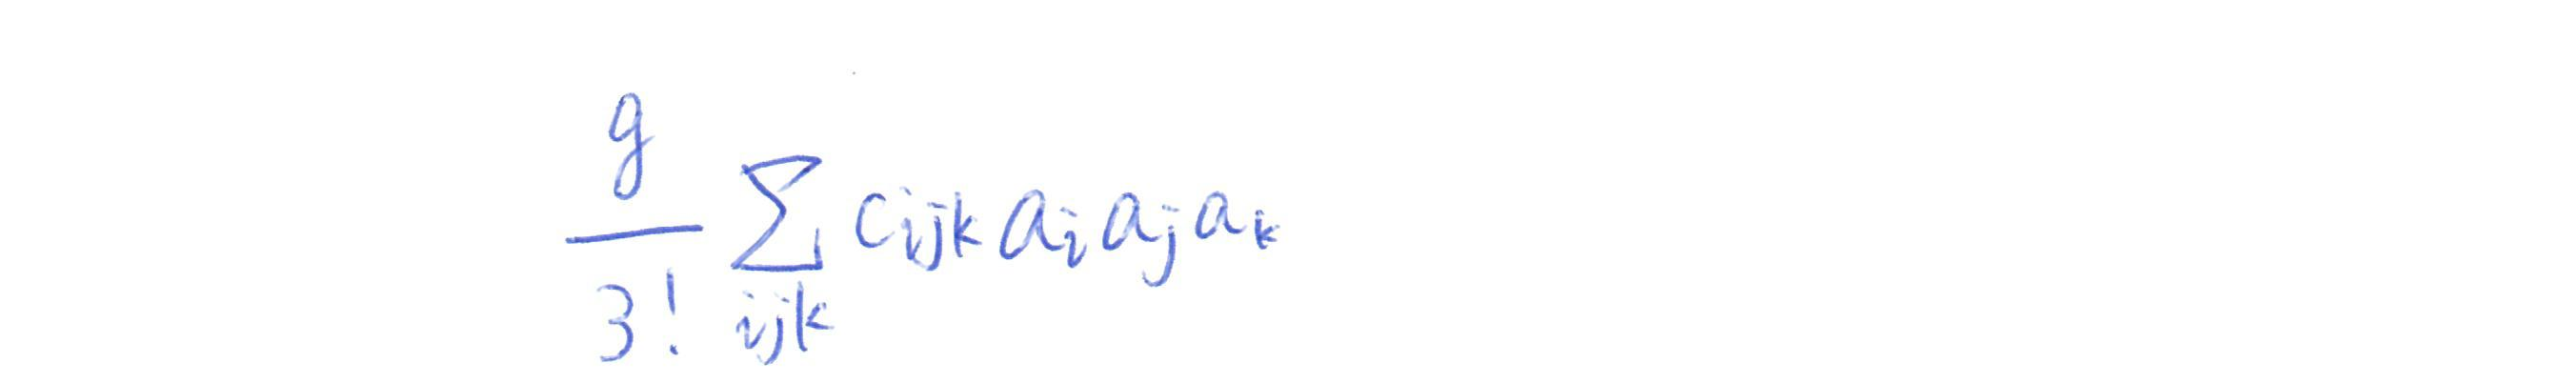 \frac{g}{3!} \sum_{ijk} c_{ijk} a_i a_j a_k